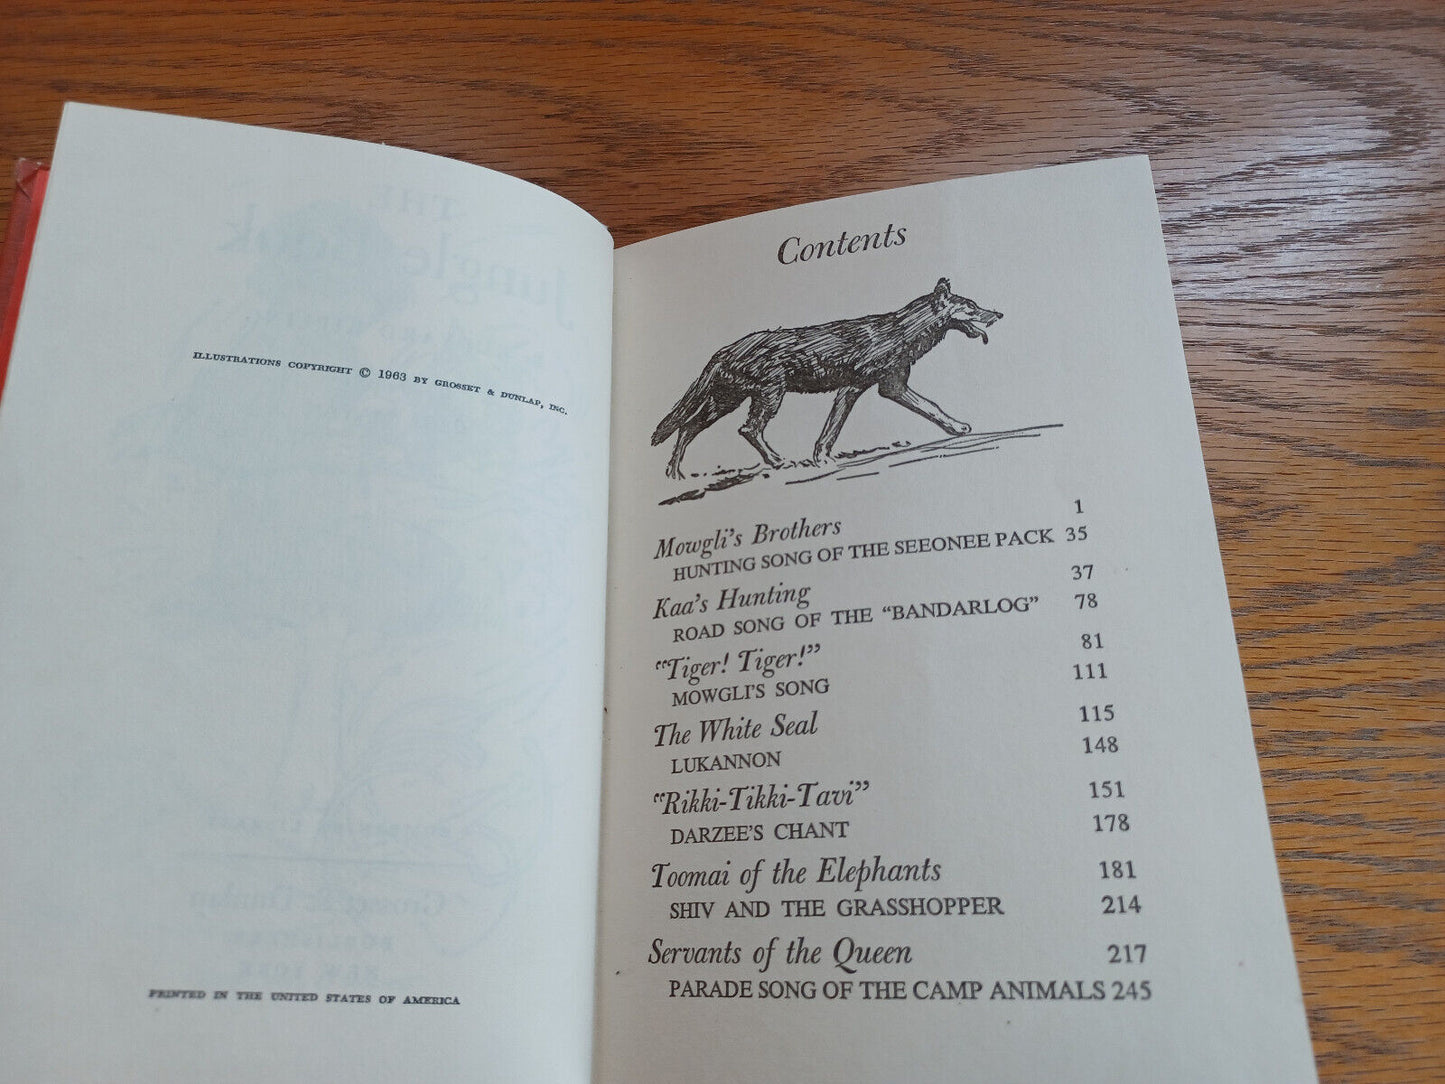 ILLUSTRATIONS COPYRIGHT © 1963 BY GROSSET & DUNLAP, INC.
PRINTED IN THE UNITED STATES OF AMERICA
Contents
Mowgli's Brothers 1
HUNTING SONG OF THE SEEONEE PACK 35
Kaa's Hunting 37
ROAD SONG OF THE "BANDARLOG" 78
"Tiger! Tiger!" 81
MOWGLI'S SONG 111
The White Seal 115
LUKANNON 148
"Rikki-Tikki-Tavi" 151
DARZEE'S CHANT 178
Toomai of the Elephants 181
SHIV AND THE GRASSHOPPER 214
Servants of the Queen 217
PARADE SONG OF THE CAMP ANIMALS 245